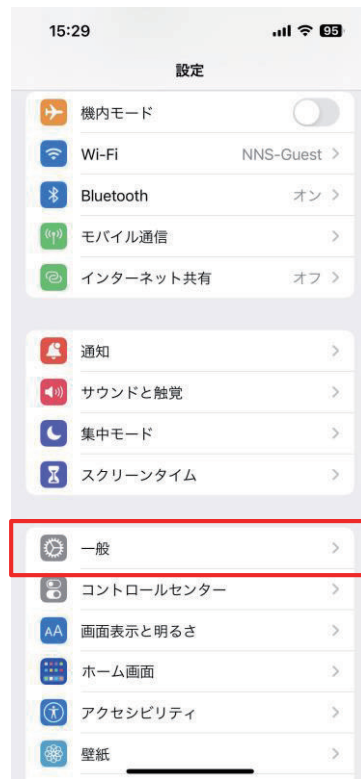 15:29
95
設定
機内モード
Wi-Fi NNS-Guest
Bluetooth オン
モバイル通信
インターネット共有 オフ
通知
サウンドと触覚
集中モード
スクリーンタイム
一般
コントロールセンター
AA 画面表示と明るさ
ホーム画面
アクセシビリティ
壁紙